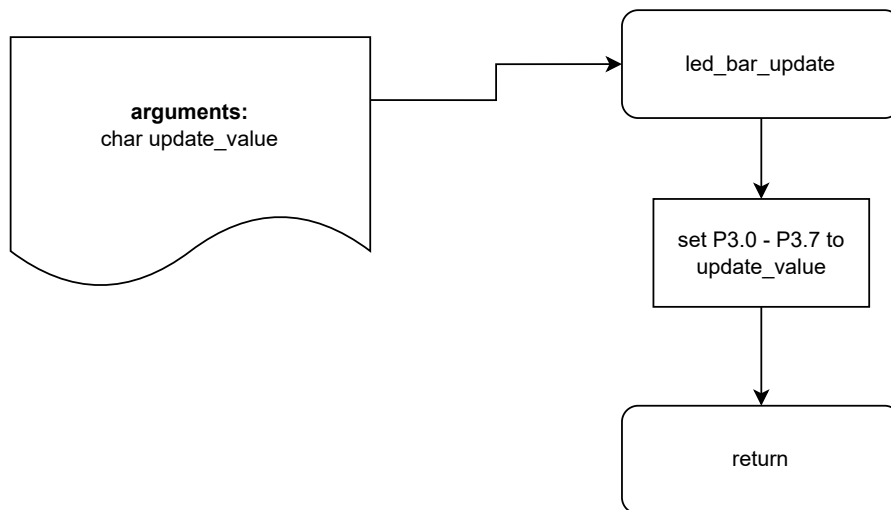 arguments:
char update_value
led_bar_update
set P3.0 - P3.7 to
update_value
return